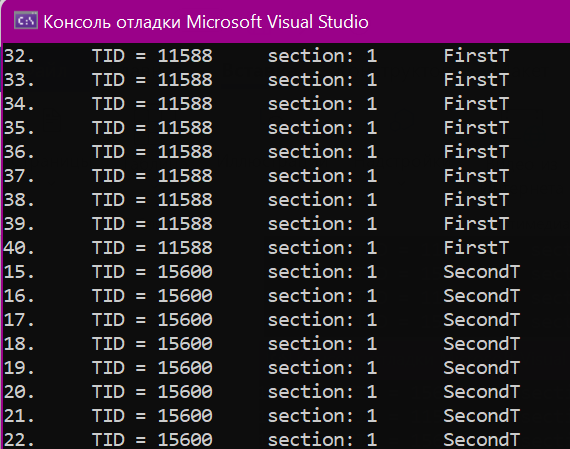 Консоль отладки Microsoft Visual Studio
32. TID = 11588 section: 1 FirstT
33. TID = 11588 section: 1 FirstT
34. TID = 11588 section: 1 FirstT
35. TID = 11588 section: 1 FirstT
36. TID = 11588 section: 1 FirstT
37. TID = 11588 section: 1 FirstT
38. TID = 11588 section: 1 FirstT
39. TID = 11588 section: 1 FirstT
40. TID = 11588 section: 1 FirstT
15. TID = 15600 section: 1 SecondT
16. TID = 15600 section: 1 SecondT
17. TID = 15600 section: 1 SecondT
18. TID = 15600 section: 1 SecondT
19. TID = 15600 section: 1 SecondT
20. TID = 15600 section: 1 SecondT
21. TID = 15600 section: 1 SecondT
22. TID = 15600 section: 1 SecondT